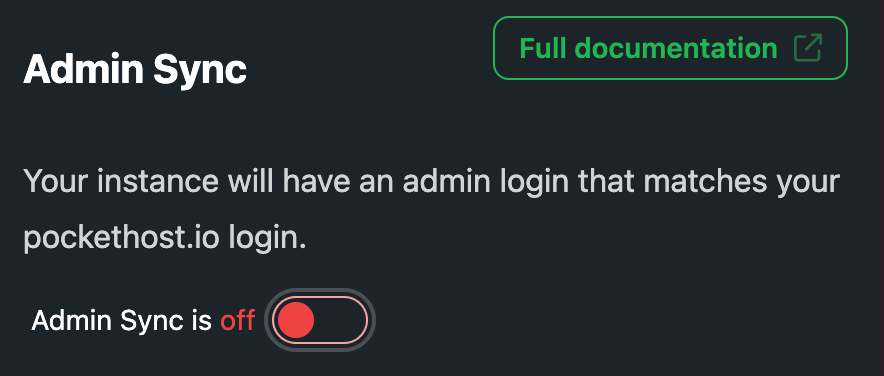 Admin Sync
Full documentation
Your instance will have an admin login that matches your
pockethost.io login.
Admin Sync is off